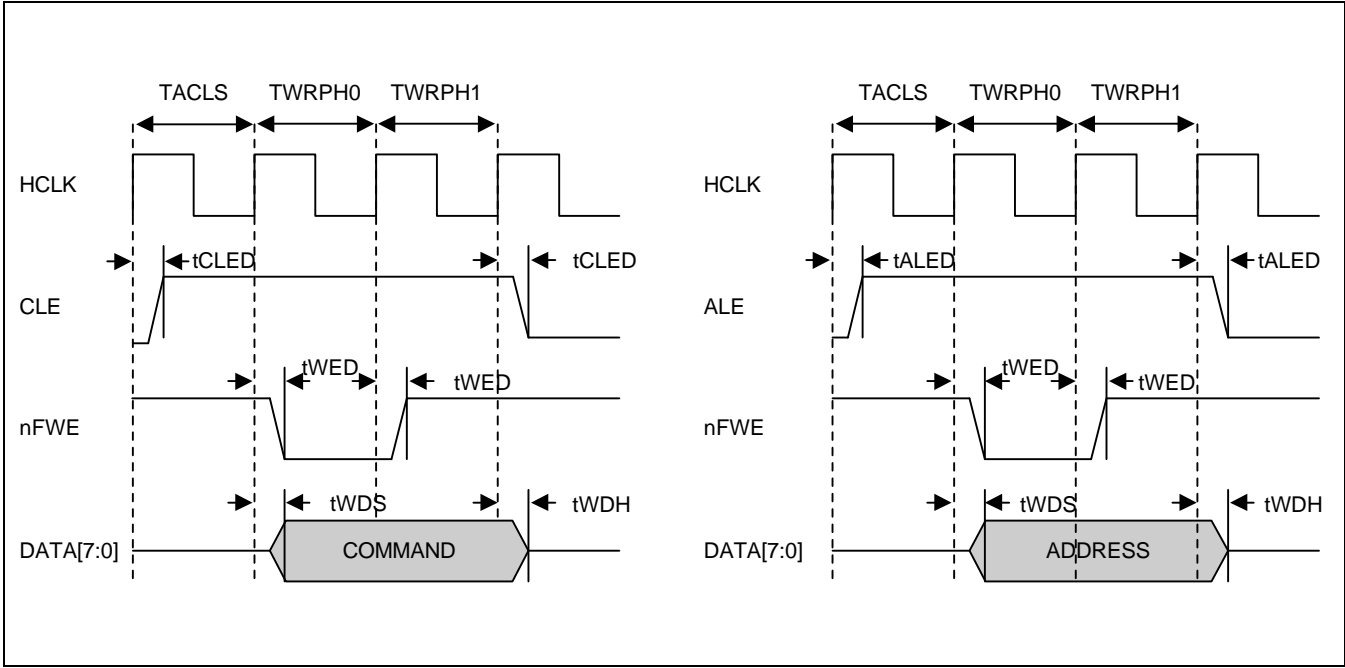 TACLS TWRPH0 TWRPH1
HCLK
tCLED tCLED
CLE
tWED tWED
nFWE
tWDS tWDH
DATA[7:0] COMMAND
TACLS TWRPH0 TWRPH1
HCLK
tALED tALED
ALE
tWED tWED
nFWE
tWDS tWDH
DATA[7:0] ADDRESS